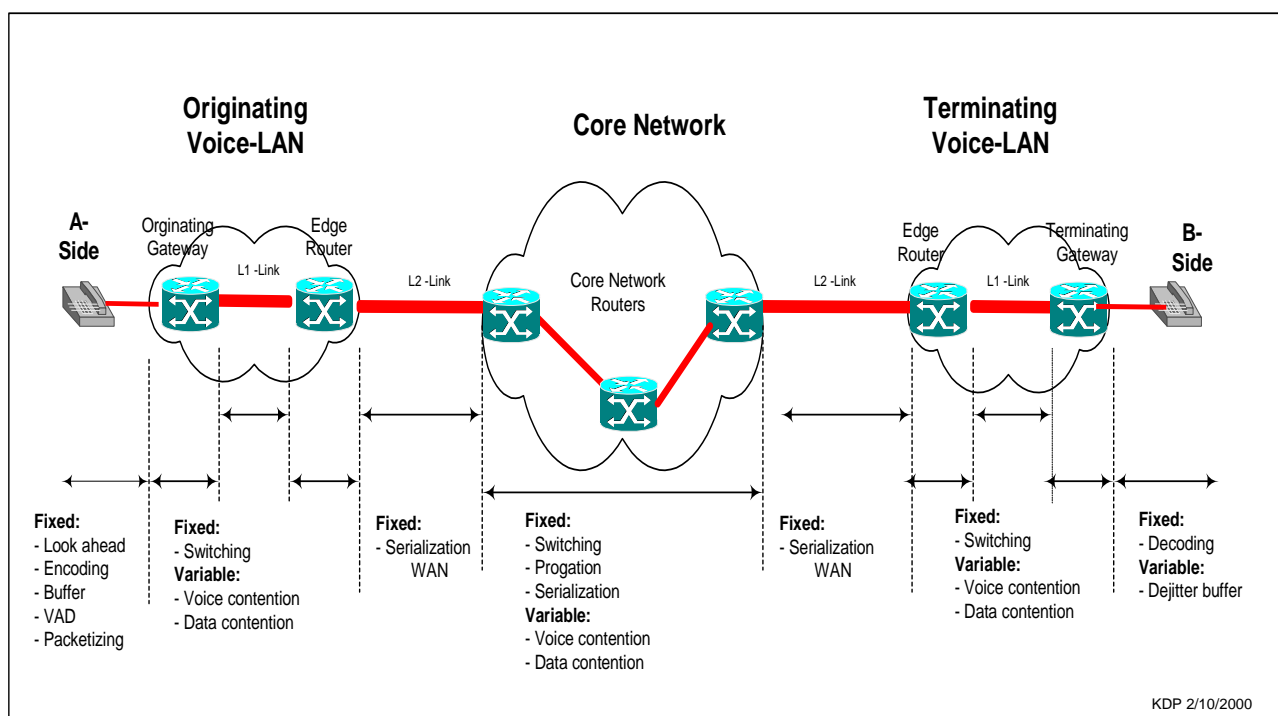 Originating
Voice-LAN
Core Network
Terminating
Voice-LAN
A-
Side
Orginating
Gateway
L1 -Link
Edge
Router
L2 -Link
Core Network
Routers
L2 -Link
Edge
Router
L1 -Link
Terminating
Gateway
B-
Side
Fixed:
- Look ahead
- Encoding
- Buffer
- VAD
- Packetizing
Fixed:
- Switching
Variable:
- Voice contention
- Data contention
Fixed:
- Serialization
WAN
Fixed:
- Switching
- Progation
- Serialization
Variable:
- Voice contention
- Data contention
Fixed:
- Serialization
WAN
Fixed:
- Switching
Variable:
- Voice contention
- Data contention
Fixed:
- Decoding
Variable:
- Dejitter buffer
KDP 2/10/2000